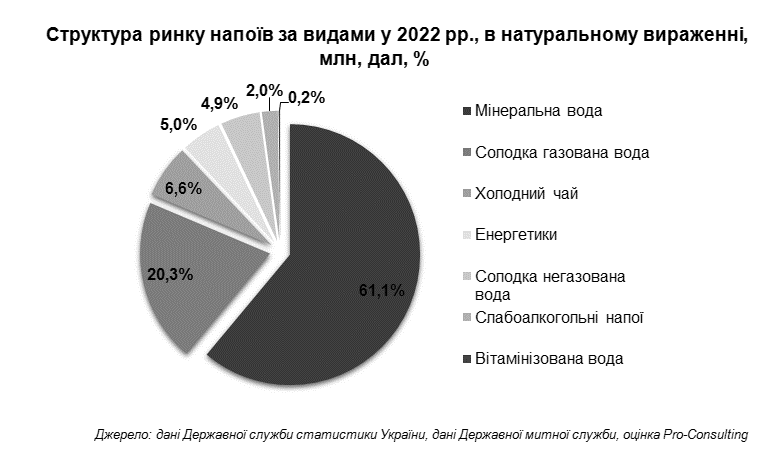 Структура ринку напоїв за видами у 2022 рр., в натуральному вираженні,
млн, дал, %
2,0%
0,2%
4,9%
5,0%
6,6%
20,3%
61,1%
Мінеральна вода
Солодка газована вода
Холодний чай
Енергетики
Солодка негазована
вода
Слабоалкогольні напої
Вітамінізована вода
Джерело: дані Державної служби статистики України, дані Державної митної служби, оцінка Pro-Consulting